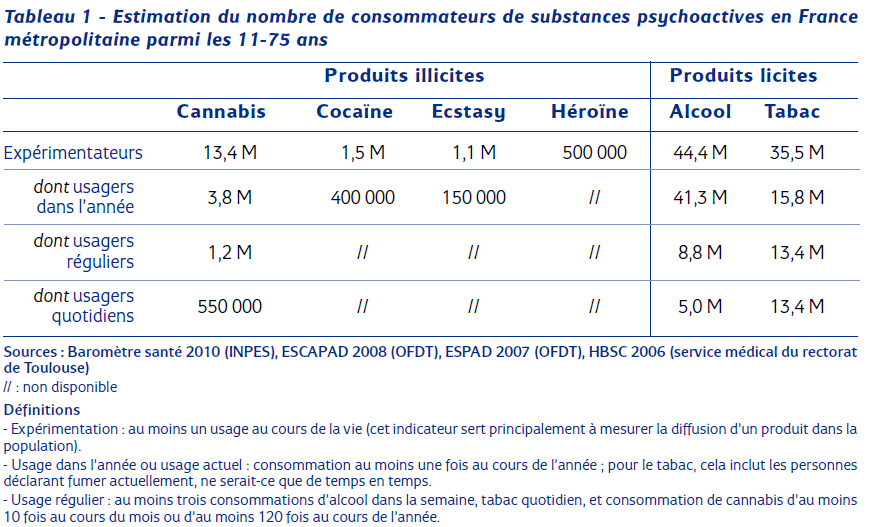 Tableau 1 - Estimation du nombre de consommateurs de substances psychoactives en France
métropolitaine parmi les 11-75 ans
Produits illicites Produits licites
Cannabis Cocaïne Ecstasy Héroïne Alcool Tabac
Expérimentateurs 13,4 M 1,5 M 1,1 M 500 000 44,4 M 35,5 M
dont usagers
dans l'année 3,8 M 400 000 150 000 // 41,3 M 15,8 M
dont usagers
réguliers 1,2 M // // // 8,8 M 13,4 M
dont usagers
quotidiens 550 000 // // // 5,0 M 13,4 M
Sources : Baromètre santé 2010 (INPES), ESCAPAD 2008 (OFDT), ESPAD 2007 (OFDT), HBSC 2006 (service médical du rectorat
de Toulouse)
// : non disponible
Définitions
- Expérimentation : au moins un usage au cours de la vie (cet indicateur sert principalement à mesurer la diffusion d'un produit dans la
population).
- Usage dans l'année ou usage actuel : consommation au moins une fois au cours de l'année ; pour le tabac, cela inclut les personnes
déclarant fumer actuellement, ne serait-ce que de temps en temps.
- Usage régulier : au moins trois consommations d'alcool dans la semaine, tabac quotidien, et consommation de cannabis d'au moins
10 fois au cours du mois ou d'au moins 120 fois au cours de l'année.